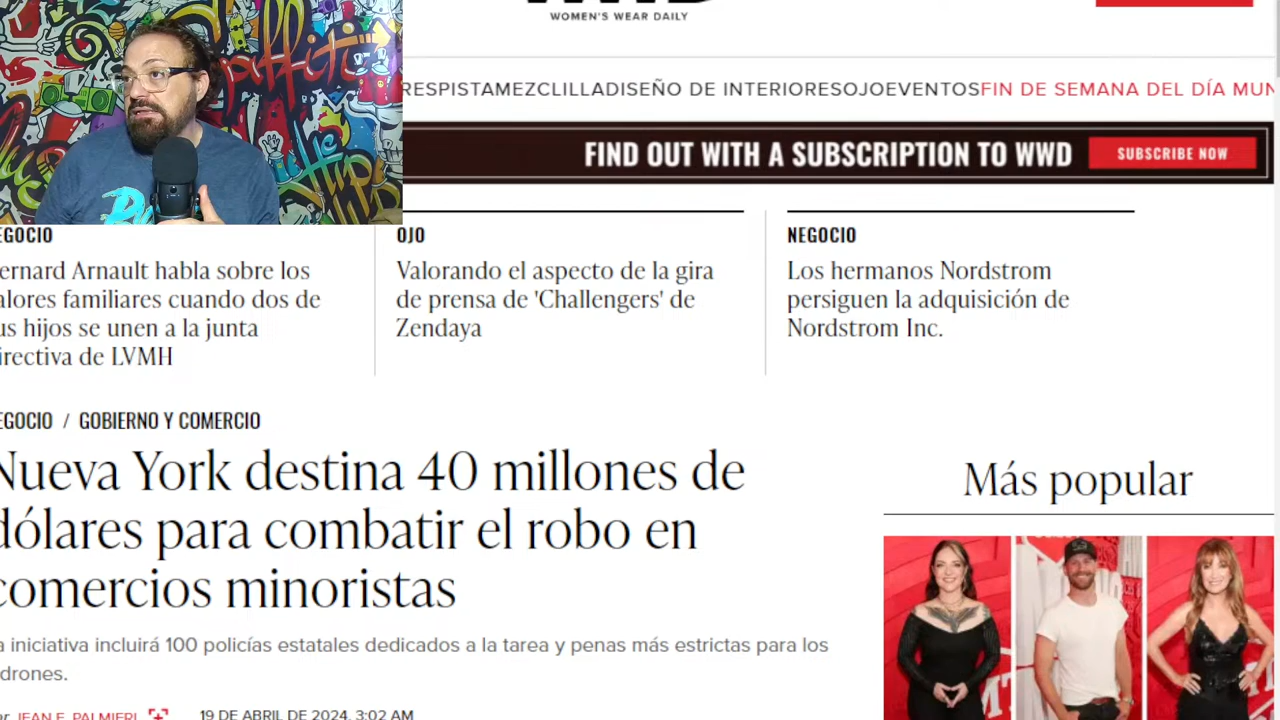 WOMEN'S WEAR DAILY
RESPISTAMEZCLILLADISEÑO DE INTERIORESOJOEVENTOSFIN DE SEMANA DEL DÍA MUN
FIND OUT WITH A SUBSCRIPTION TO WWD
SUBSCRIBE NOW
EGOCIO
ernard Arnault habla sobre los
alores familiares cuando dos de
us hijos se unen a la junta
irectiva de LVMH
OJO
Valorando el aspecto de la gira
de prensa de 'Challengers' de
Zendaya
NEGOCIO
Los hermanos Nordstrom
persiguen la adquisición de
Nordstrom Inc.
EGOCIO / GOBIERNO Y COMERCIO
Nueva York destina 40 millones de
dólares para combatir el robo en
comercios minoristas
a iniciativa incluirá 100 policías estatales dedicados a la tarea y penas más estrictas para los
drones.
or JEAN E. PALMIERI 19 DE ABRIL DE 2024, 3:02 AM
Más popular